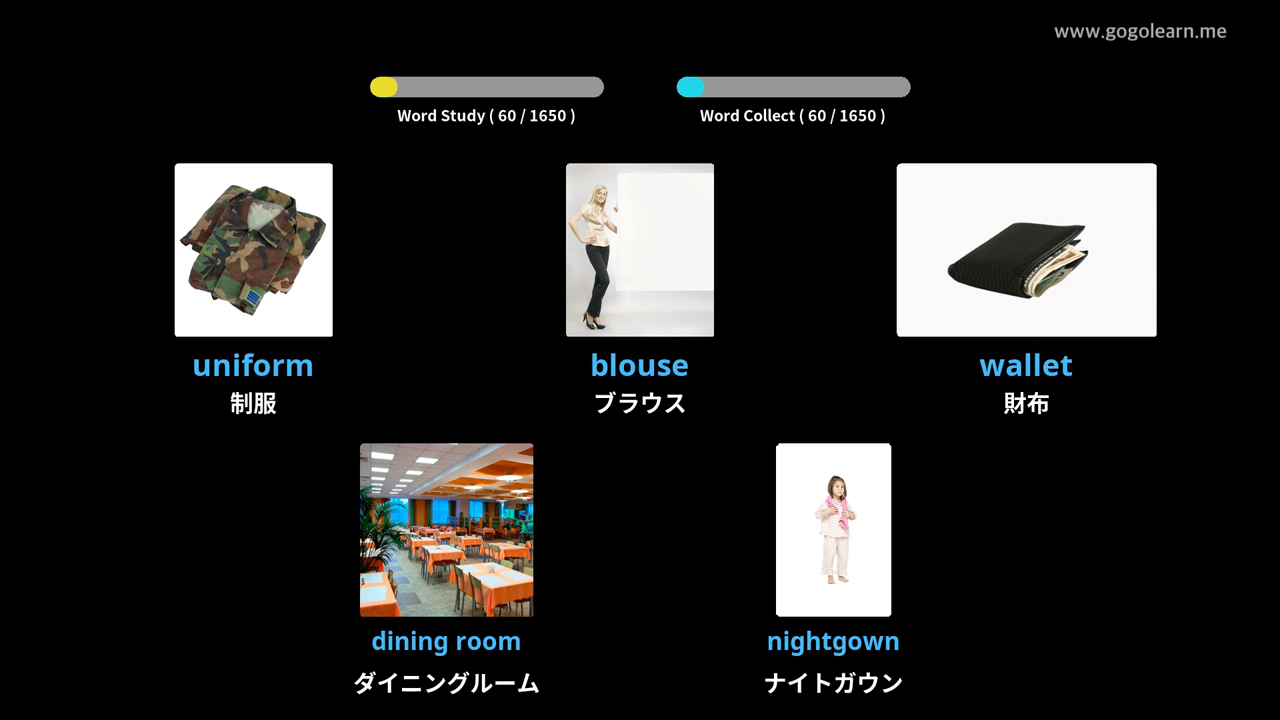 www.gogolearn.me
Word Study ( 60 / 1650 )
Word Collect ( 60 / 1650 )
uniform
制服
blouse
ブラウス
wallet
財布
dining room
ダイニングルーム
nightgown
ナイトガウン